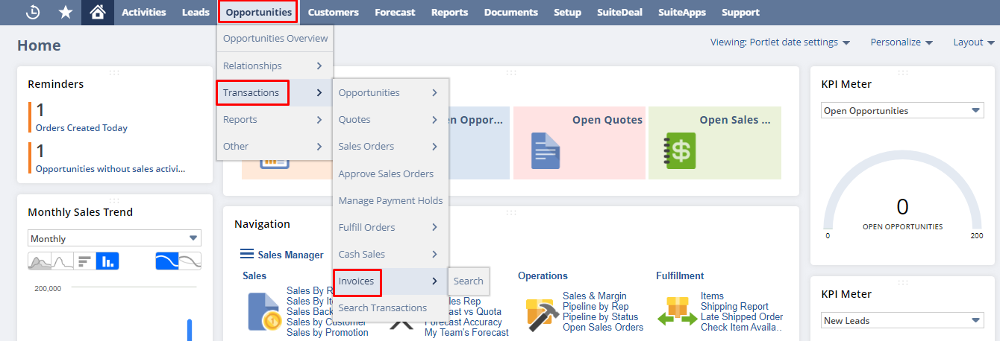 Activities Leads Opportunities Customers Forecast Reports Documents Setup SuiteDeal SuiteApps Support
Home
Viewing: Portlet date settings Personalize Layout
Opportunities Overview
Relationships
Transactions
Reports
Other
Opportunities
Quotes
Sales Orders
Approve Sales Orders
Manage Payment Holds
Fulfill Orders
Cash Sales
Invoices
Search Transactions
Search
Reminders
1
Orders Created Today
1
Opportunities without sales activi...
Open Quotes
Open Sales ...
KPI Meter
Open Opportunities
0
OPEN OPPORTUNITIES
0 200
Monthly Sales Trend
Monthly
200,000
Navigation
Sales Manager
Sales
Sales By
Sales By
Sales
Sales by Customer
Sales by Promotion
Rep
vs Quota
Forecast Accuracy
My Team's Forecast
Operations
Sales & Margin
Pipeline by Rep
Pipeline by Status
Open Sales Orders
Fulfillment
Items
Shipping Report
Late Shipped Order
Check Item Availa..
KPI Meter
New Leads